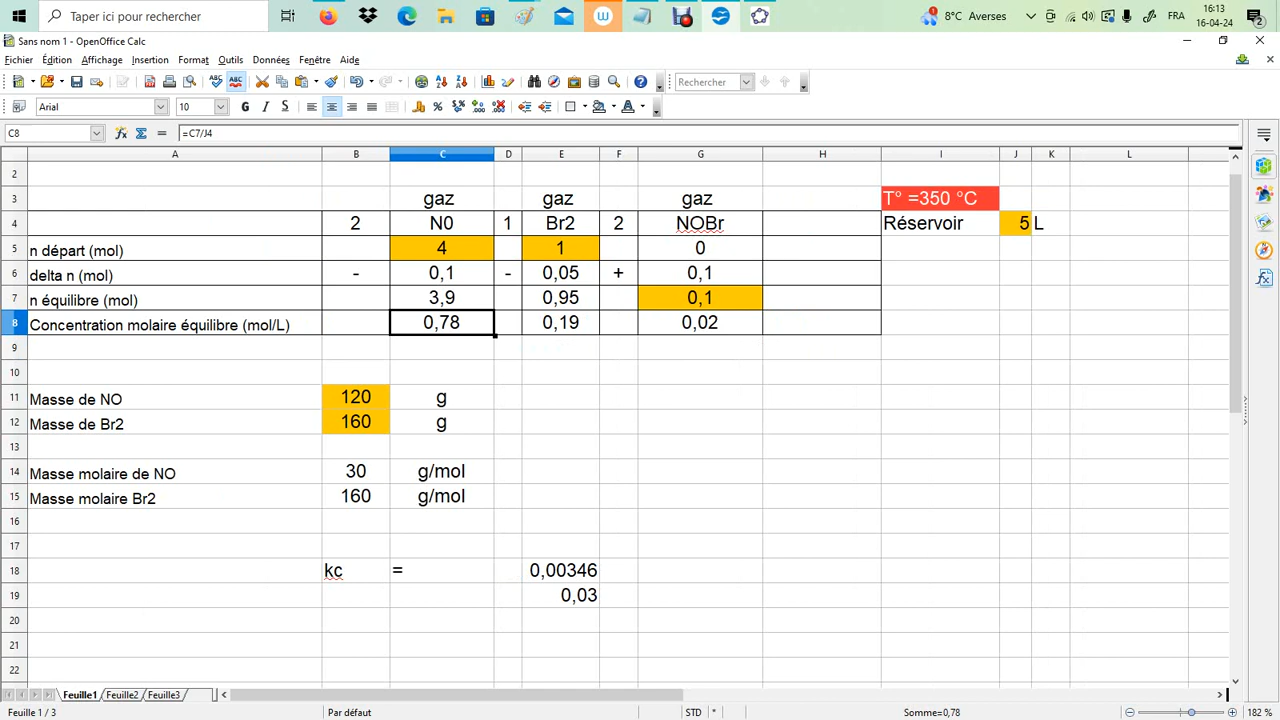 Taper ici pour rechercher
8°C Averses
FRA
16:13
16-04-24
2
Sans nom 1 - OpenOffice Calc
Fichier Édition Affichage Insertion Format Outils Données Fenêtre Aide
Rechercher
Arial 10 G I S
C8 =C7/J4
A B C D E F G H I J K L
2
3 gaz gaz gaz T° =350 °C
4 2 N0 1 Br2 2 NOBr Réservoir 5 L
5 n départ (mol) 4 1 0
6 delta n (mol) - 0,1 - 0,05 + 0,1
7 n équilibre (mol) 3,9 0,95 0,1
8 Concentration molaire équilibre (mol/L) 0,78 0,19 0,02
9
10
11 Masse de NO 120 g
12 Masse de Br2 160 g
13
14 Masse molaire de NO 30 g/mol
15 Masse molaire Br2 160 g/mol
16
17
18 kc = 0,00346
19 0,03
20
21
22
Feuille1 Feuille2 Feuille3
Feuille 1 / 3 Par défaut STD * Somme=0,78 182 %